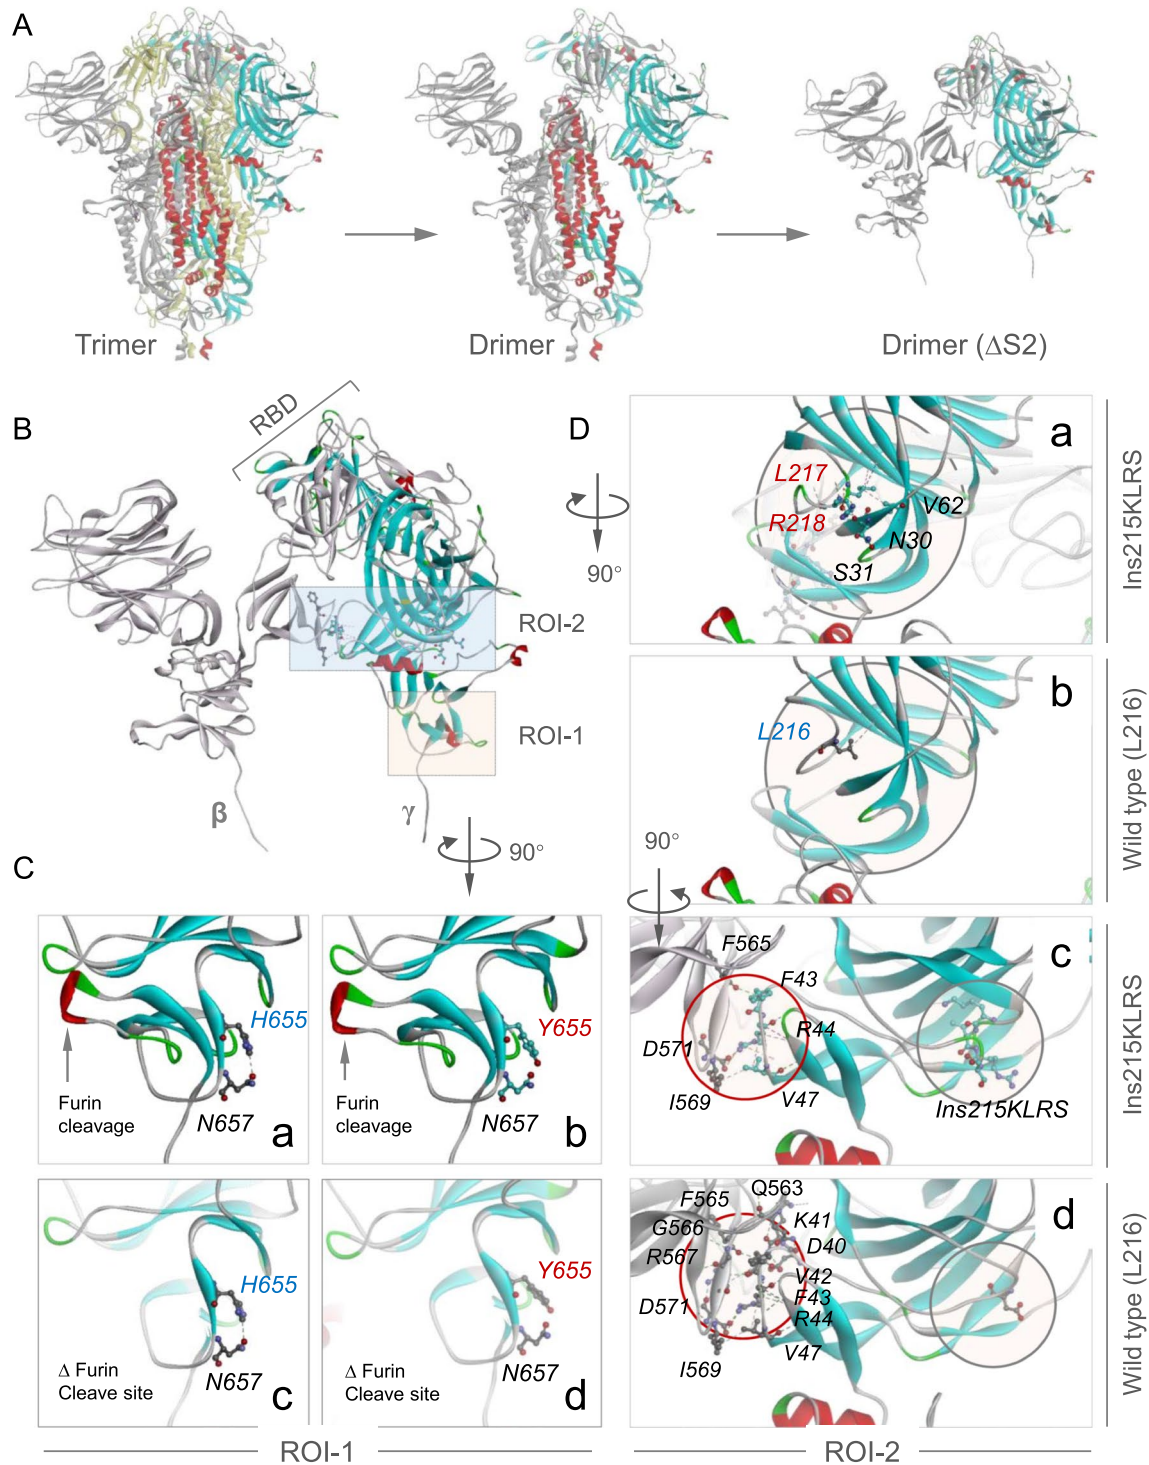 A
Trimer
Drimer
Drimer (ΔS2)
B
RBD
ROI-2
ROI-1
β
γ
90°
C
H655
Furin
cleavage
N657
a
Y655
Furin
cleavage
N657
b
H655
Δ Furin
Cleave site
N657
c
Y655
Δ Furin
Cleave site
N657
d
ROI-1
D
90°
a
L217
R218
V62
N30
S31
Ins215KLRS
b
L216
Wild type (L216)
90°
c
F565
F43
R44
D571
I569
V47
Ins215KLRS
Ins215KLRS
d
Q563
F565
K41
G566
D40
R567
V42
F43
D571
R44
V47
I569
Wild type (L216)
ROI-2